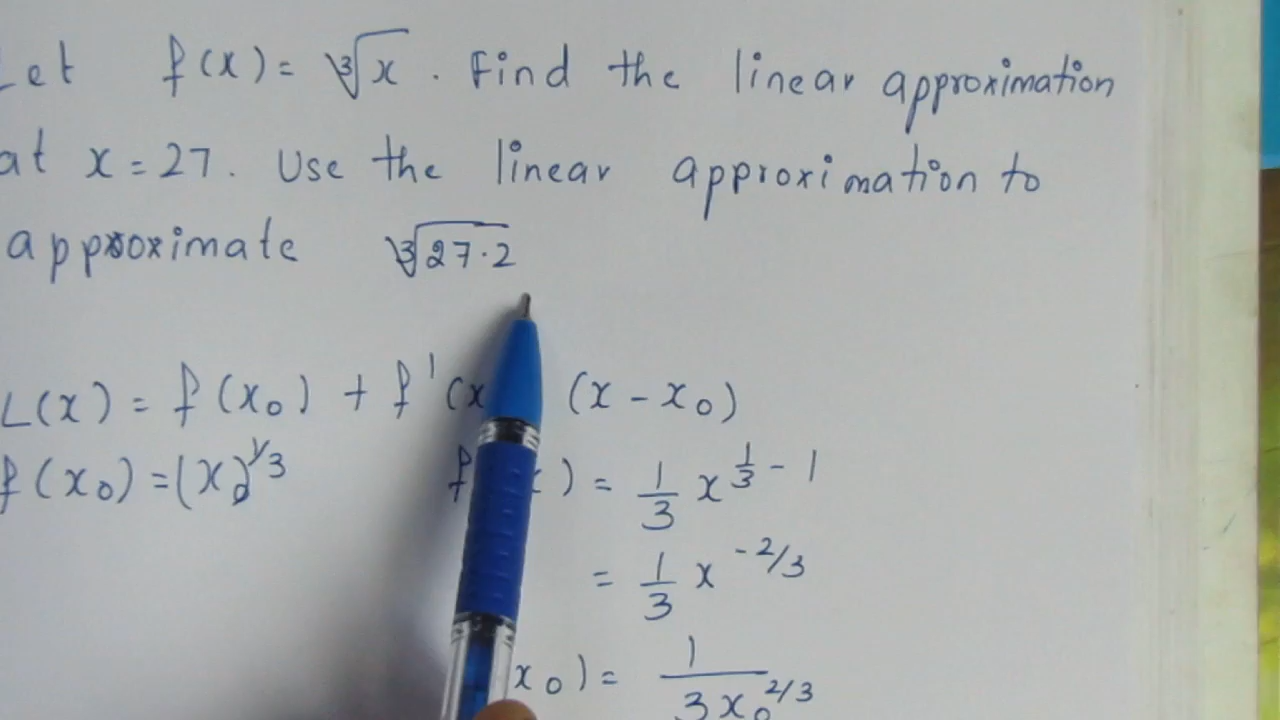 Let f(x) = ∛x . Find the linear approximation
at x = 27. Use the linear approximation to
approximate ∛27.2
L(x) = f(x₀) + f'(x (x - x₀)
f(x₀) = (x₀)^1/3 f x) = 1/3 x^(1/3 - 1)
= 1/3 x^-2/3
x₀) = 1/(3x₀^2/3)